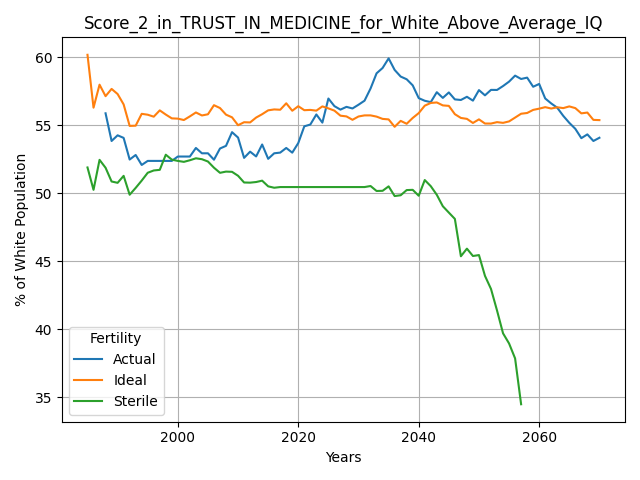 Score_2_in_TRUST_IN_MEDICINE_for_White_Above_Average_IQ
% of White Population
60
55
50
45
40
35
Fertility
Actual
Ideal
Sterile
2000 2020 2040 2060
Years